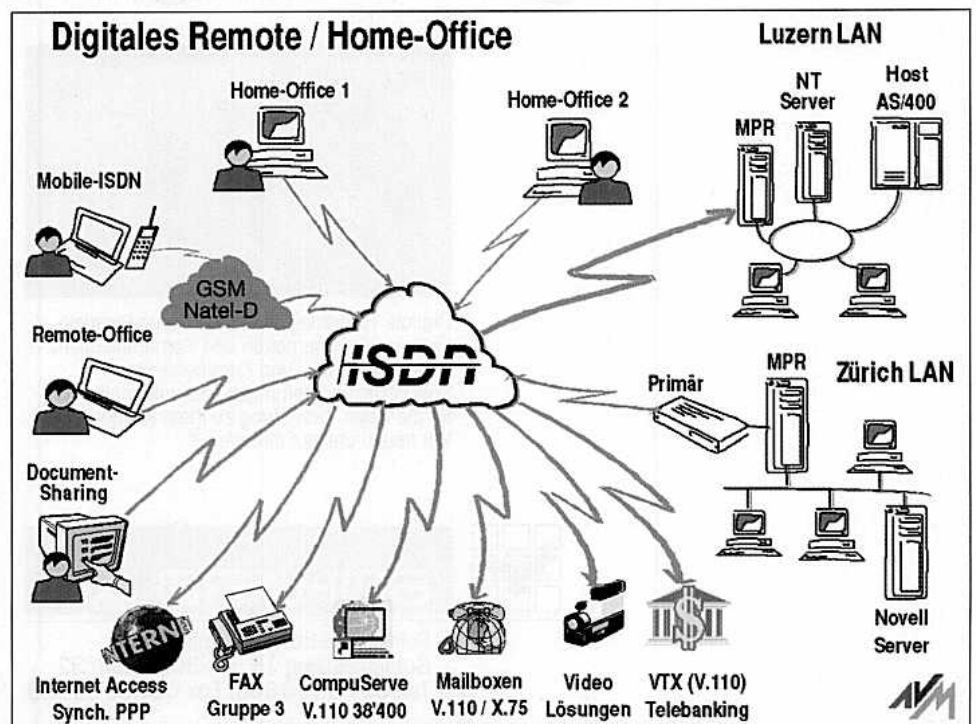 Digitales Remote / Home-Office
Luzern LAN
Home-Office 1
Home-Office 2
NT
Server
Host
AS/400
MPR
Mobile-ISDN
GSM
Natel-D
Remote-Office
ISDN
Primär
MPR
Zürich LAN
Document-
Sharing
INTERNE
Novell
Server
Internet Access
Synch. PPP
FAX
Gruppe 3
CompuServe
V.110 38'400
Mailboxen
V.110 / X.75
Video
Lösungen
VTX (V.110)
Telebanking
AVM